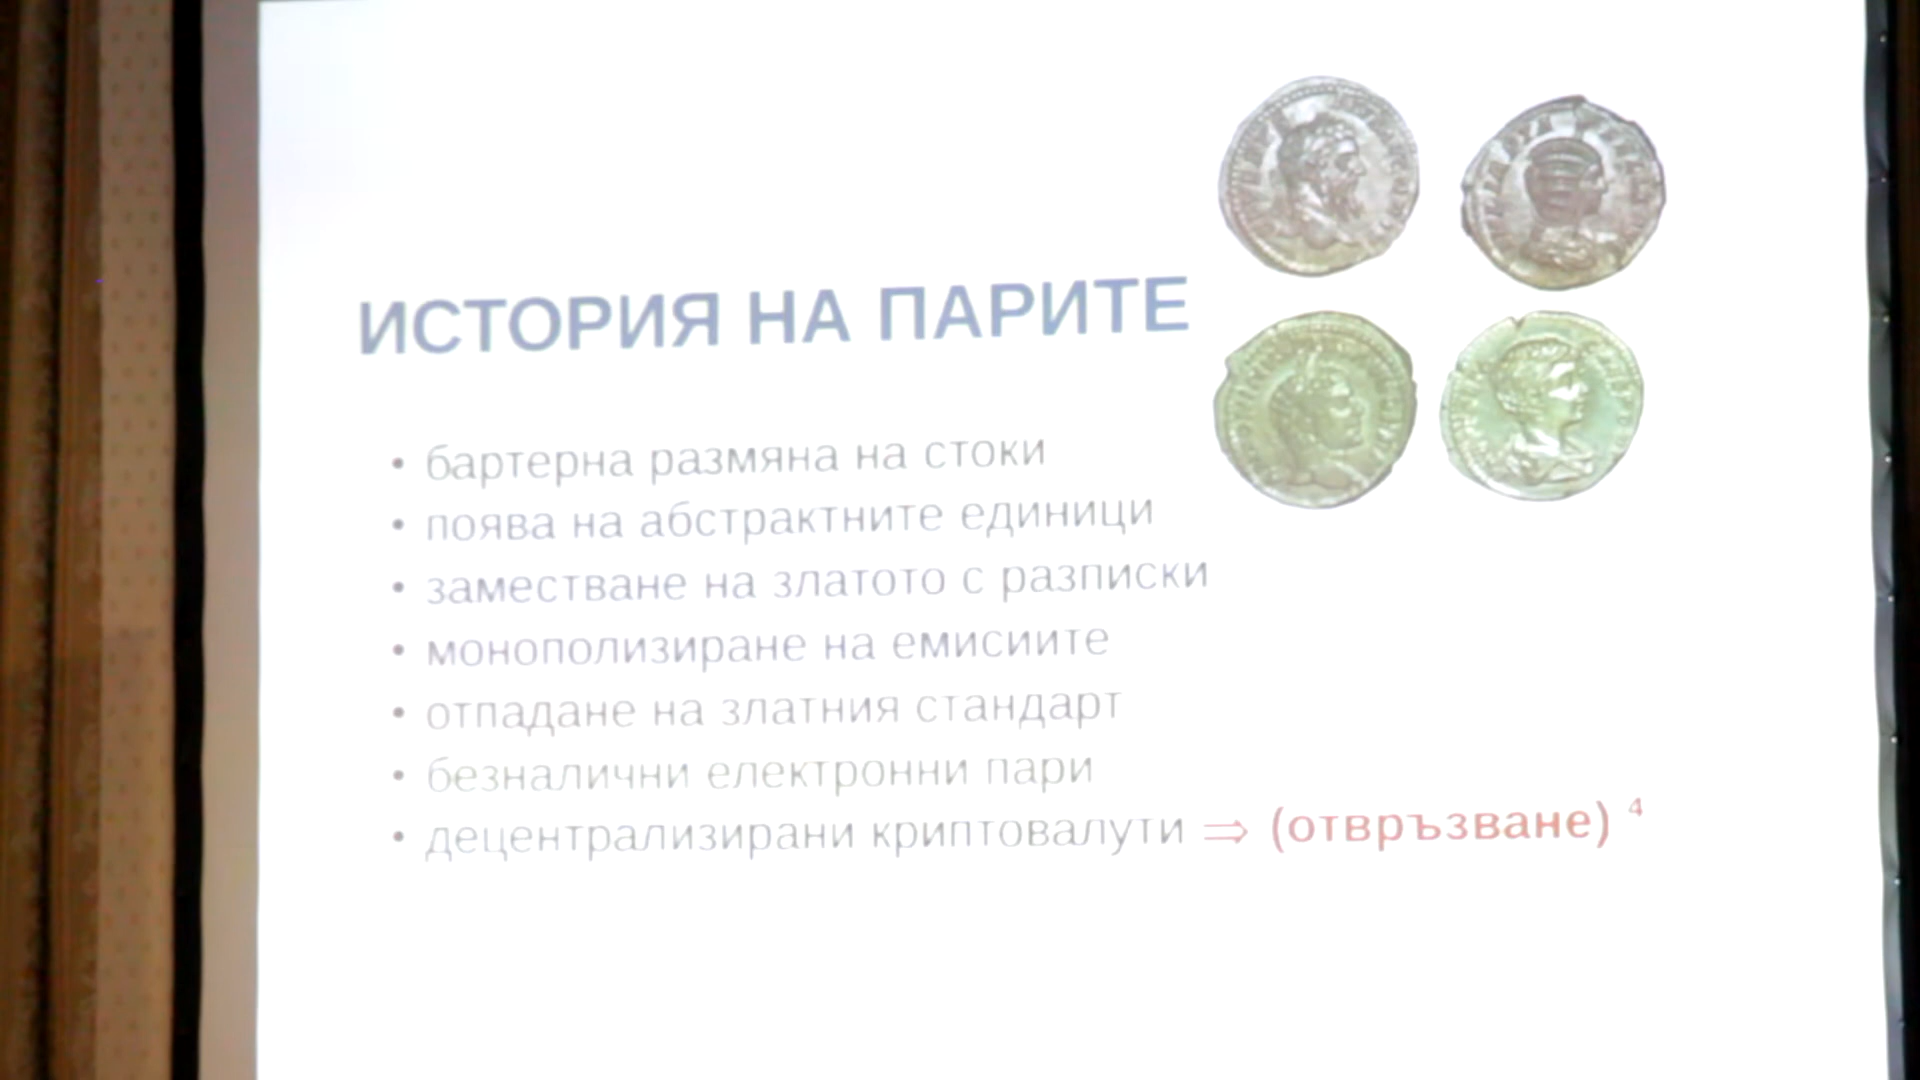 ИСТОРИЯ НА ПАРИТЕ
• бартерна размяна на стоки
• поява на абстрактните единици
• заместване на златото с разписки
• монополизиране на емисиите
• отпадане на златния стандарт
• безналични електронни пари
• децентрализирани криптовалути ⇒ (отвръзване) 4